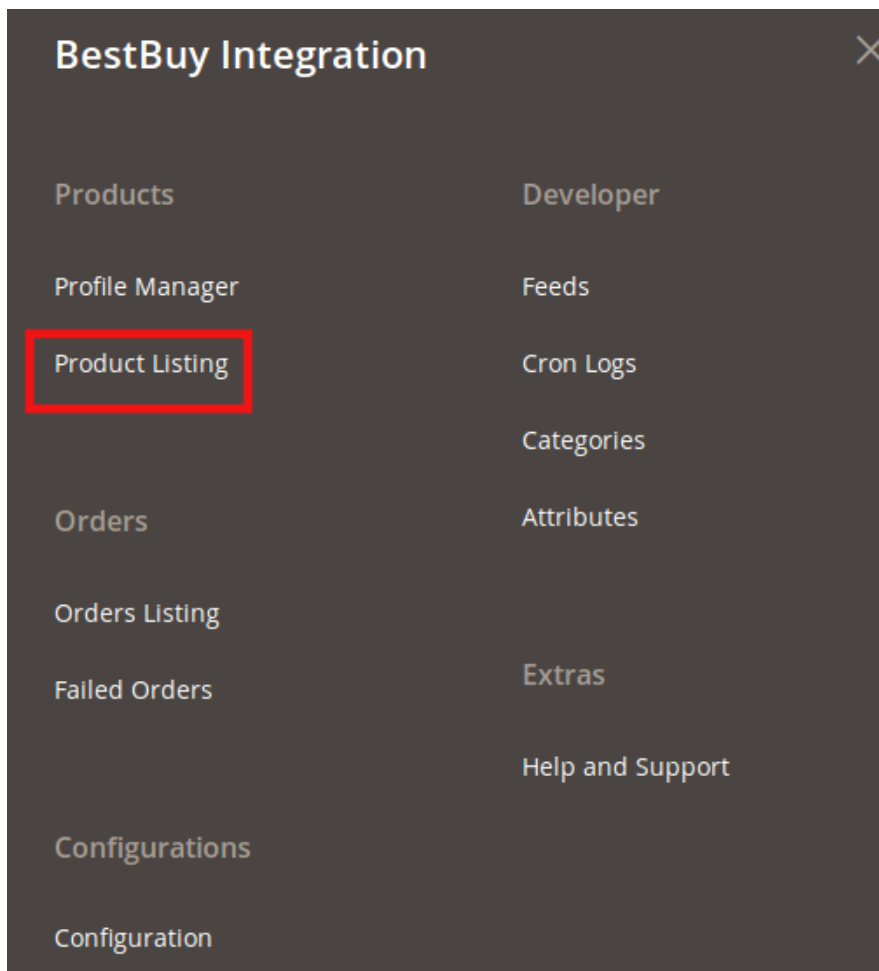 BestBuy Integration
Products
Profile Manager
Product Listing
Orders
Orders Listing
Failed Orders
Configurations
Configuration
Developer
Feeds
Cron Logs
Categories
Attributes
Extras
Help and Support